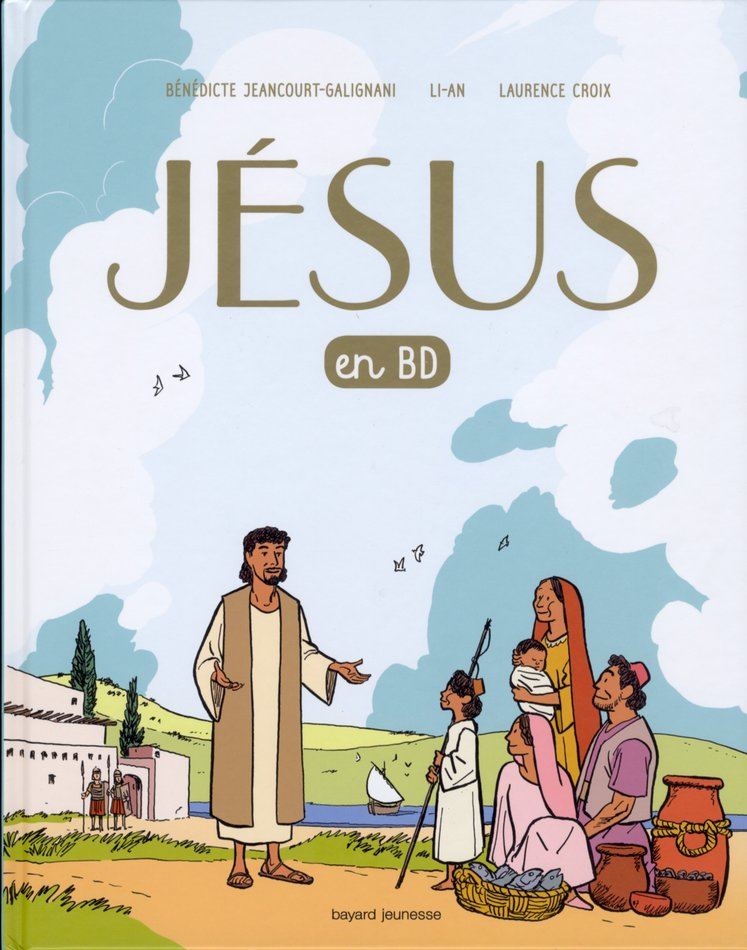 BÉNÉDICTE JEANCOURT-GALIGNANI LI-AN LAURENCE CROIX
JÉSUS
en BD
bayard jeunesse